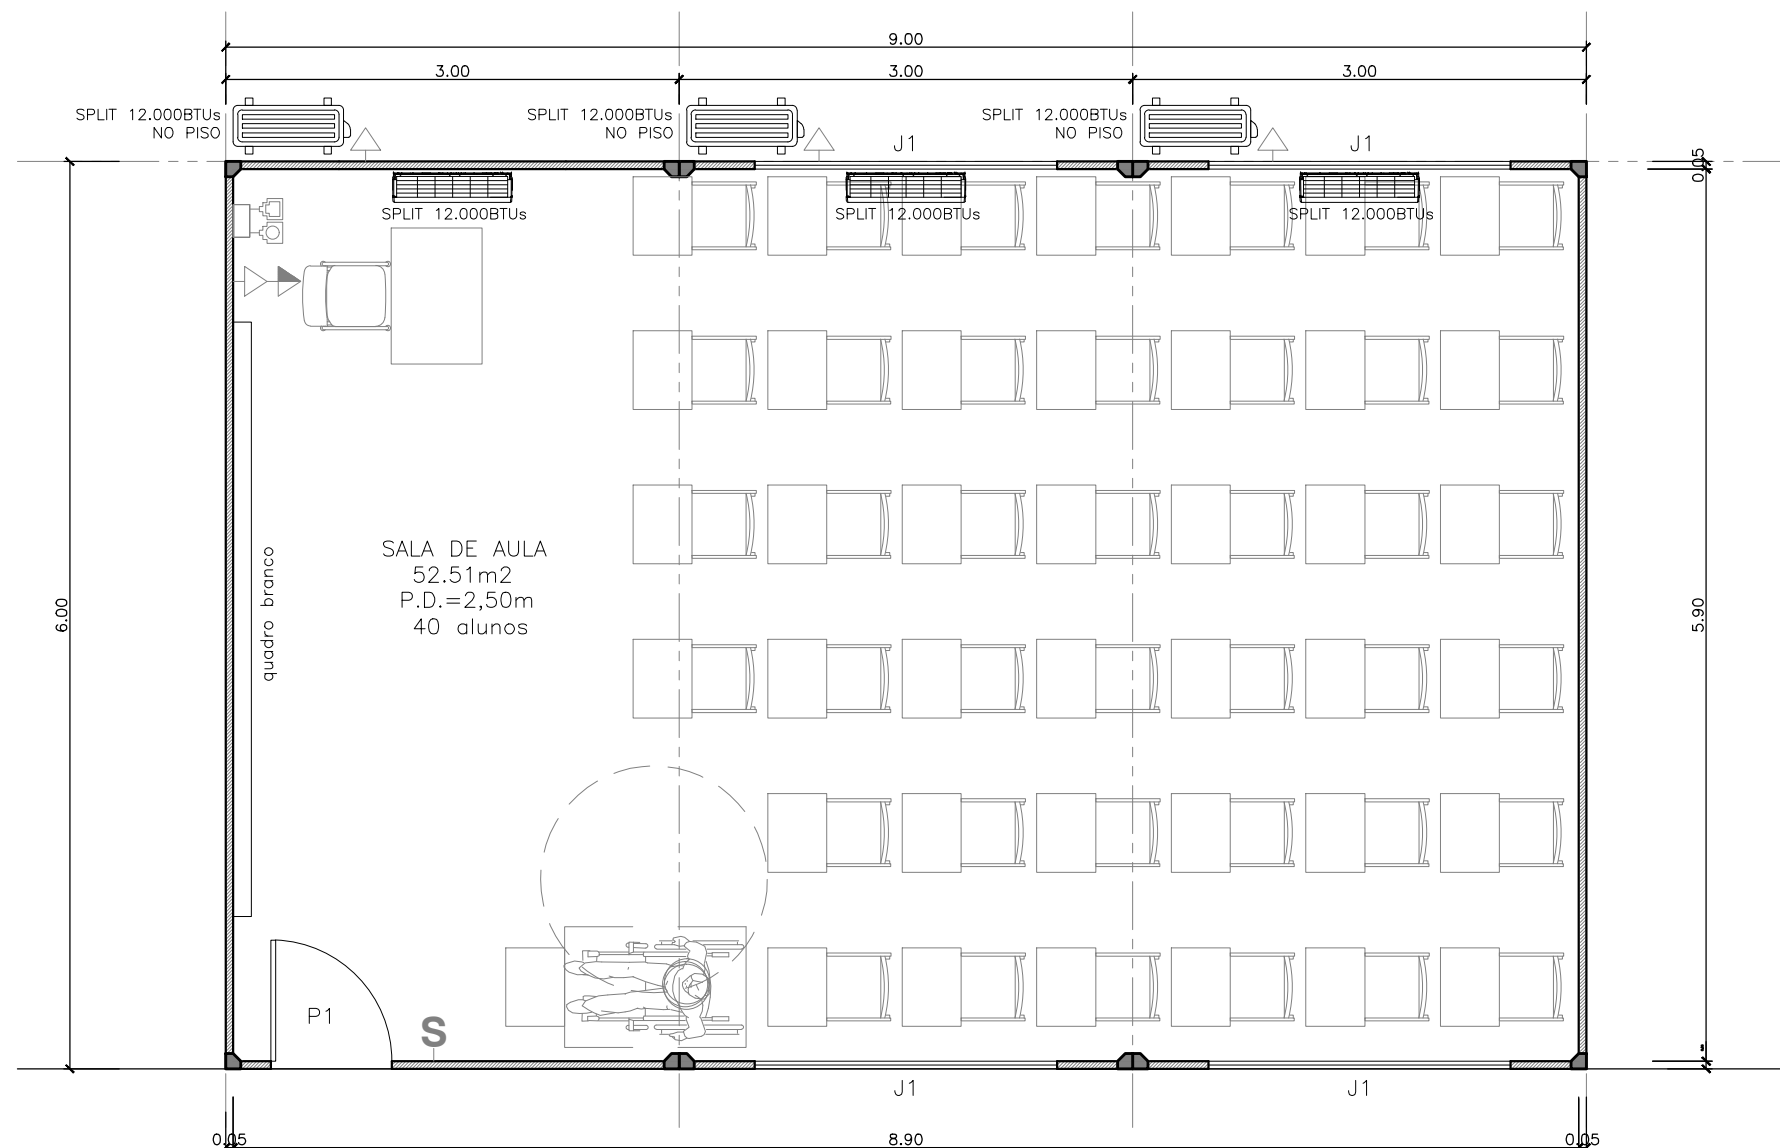 9.00
3.00
3.00
3.00
SPLIT 12.000BTUs
NO PISO
SPLIT 12.000BTUs
NO PISO
SPLIT 12.000BTUs
NO PISO
J1
J1
0.05
SPLIT 12.000BTUs
SPLIT 12.000BTUs
SPLIT 12.000BTUs
quadro branco
SALA DE AULA
52.51m2
P.D.=2,50m
40 alunos
6.00
5.90
P1
S
J1
J1
0.05
8.90
0.05